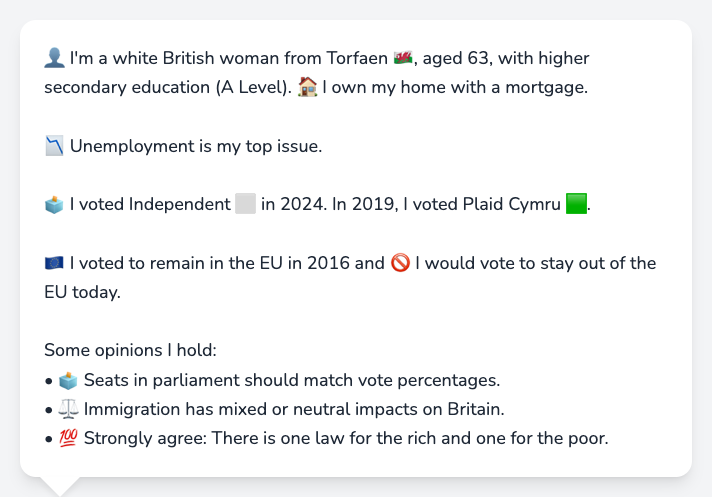 👤 I'm a white British woman from Torfaen 🏴󠁧󠁢󠁷󠁬󠁳󠁿, aged 63, with higher
secondary education (A Level). 🏠 I own my home with a mortgage.
📉 Unemployment is my top issue.
🗳️ I voted Independent ⬜ in 2024. In 2019, I voted Plaid Cymru 🟩.
🇪🇺 I voted to remain in the EU in 2016 and 🚫 I would vote to stay out of the
EU today.
Some opinions I hold:
• 🗳️ Seats in parliament should match vote percentages.
• ⚖️ Immigration has mixed or neutral impacts on Britain.
• 💯 Strongly agree: There is one law for the rich and one for the poor.